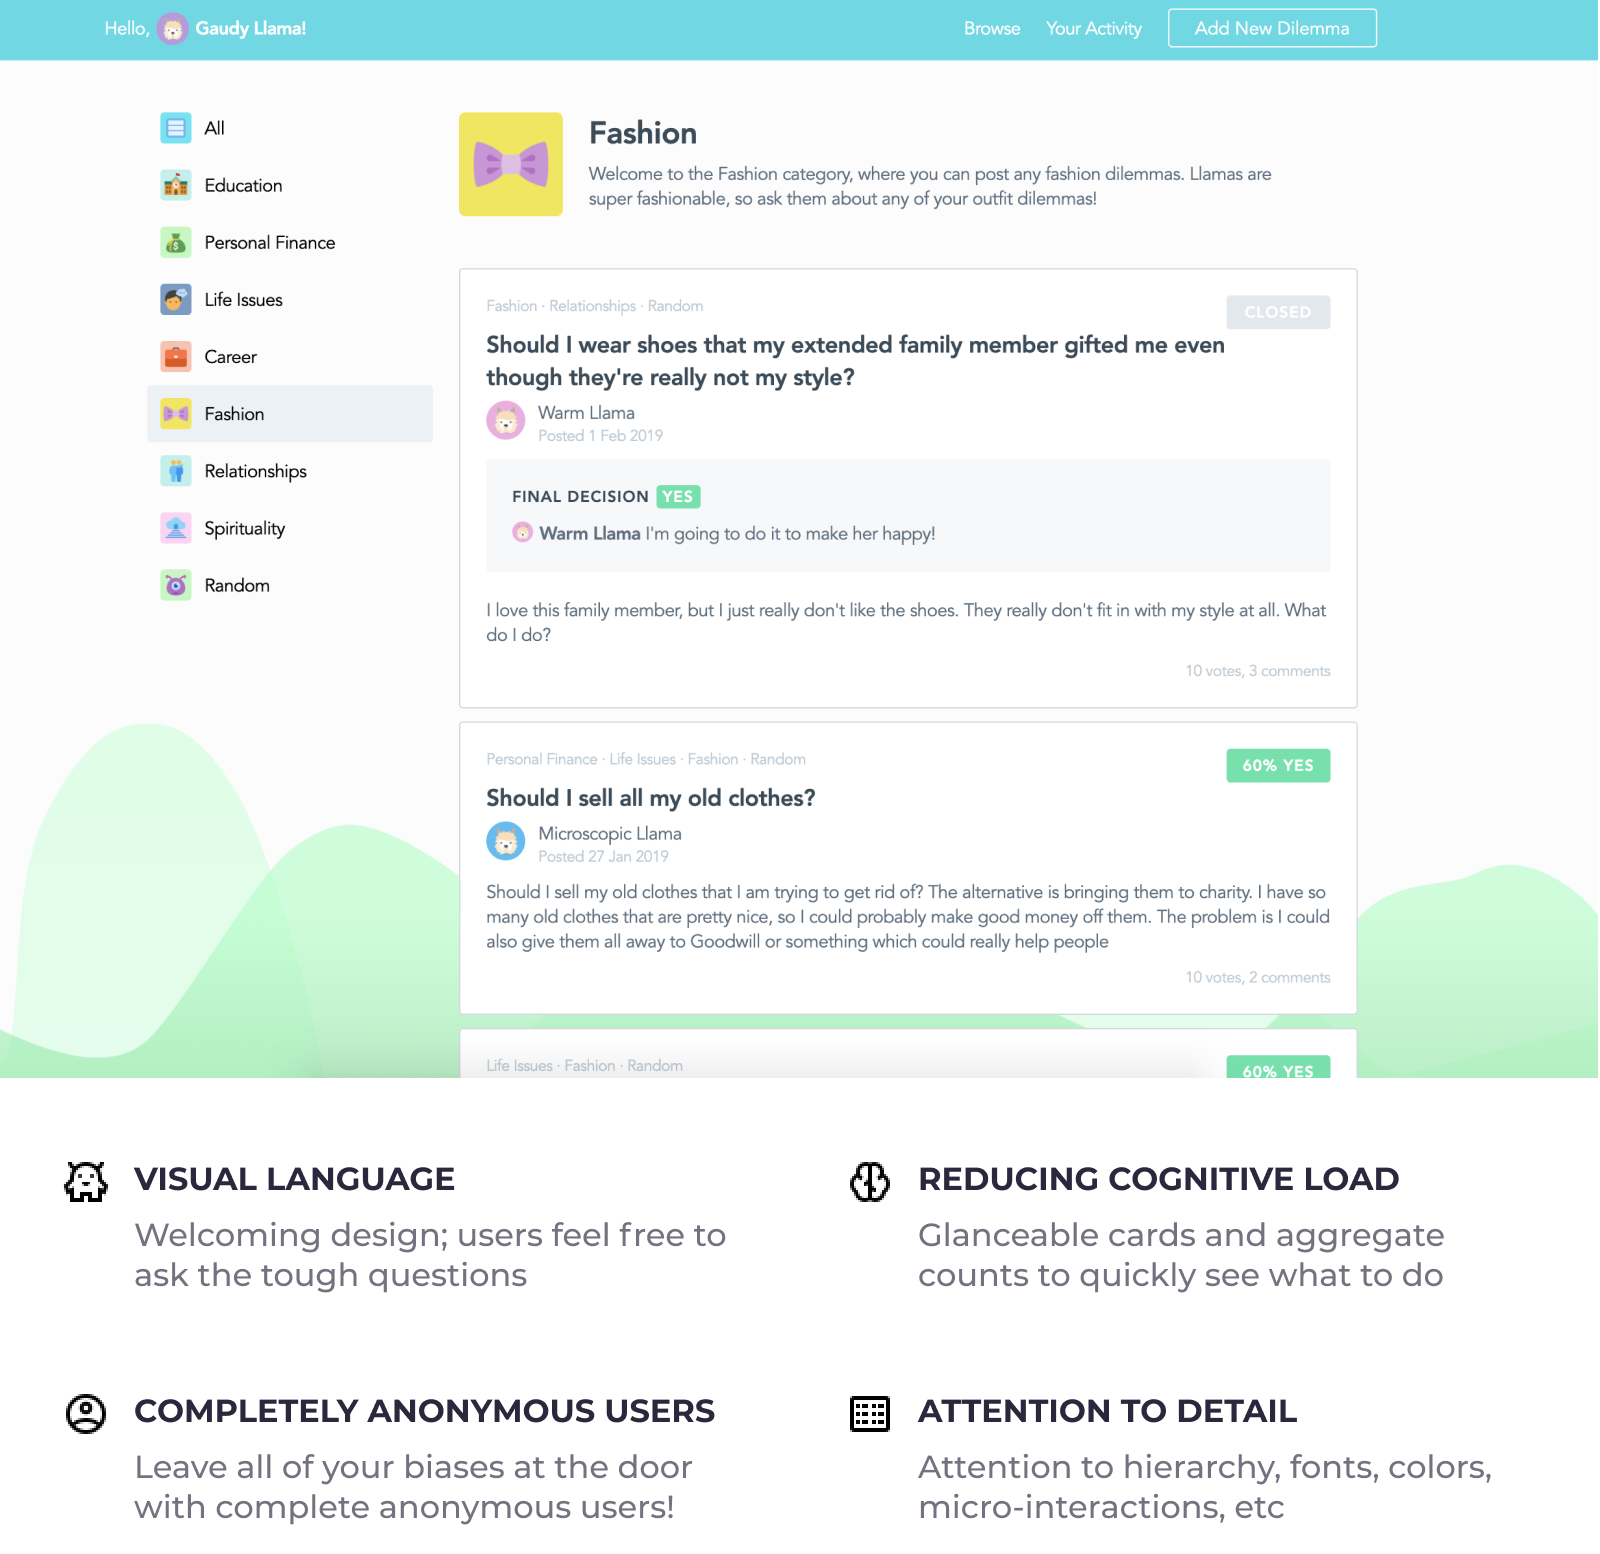 Hello, Gaudy Llama!
Browse
Your Activity
Add New Dilemma
All
Education
Personal Finance
Life Issues
Career
Fashion
Relationships
Spirituality
Random
Fashion
Welcome to the Fashion category, where you can post any fashion dilemmas. Llamas are
super fashionable, so ask them about any of your outfit dilemmas!
Fashion · Relationships · Random
CLOSED
Should I wear shoes that my extended family member gifted me even
though they're really not my style?
Warm Llama
Posted 1 Feb 2019
FINAL DECISION YES
Warm Llama I'm going to do it to make her happy!
I love this family member, but I just really don't like the shoes. They really don't fit in with my style at all. What
do I do?
10 votes, 3 comments
Personal Finance · Life Issues · Fashion · Random
60% YES
Should I sell all my old clothes?
Microscopic Llama
Posted 27 Jan 2019
Should I sell my old clothes that I am trying to get rid of? The alternative is bringing them to charity. I have so
many old clothes that are pretty nice, so I could probably make good money off them. The problem is I could
also give them all away to Goodwill or something which could really help people
10 votes, 2 comments
Life Issues · Fashion · Random
60% YES
VISUAL LANGUAGE
Welcoming design; users feel free to
ask the tough questions
REDUCING COGNITIVE LOAD
Glanceable cards and aggregate
counts to quickly see what to do
COMPLETELY ANONYMOUS USERS
Leave all of your biases at the door
with complete anonymous users!
ATTENTION TO DETAIL
Attention to hierarchy, fonts, colors,
micro-interactions, etc